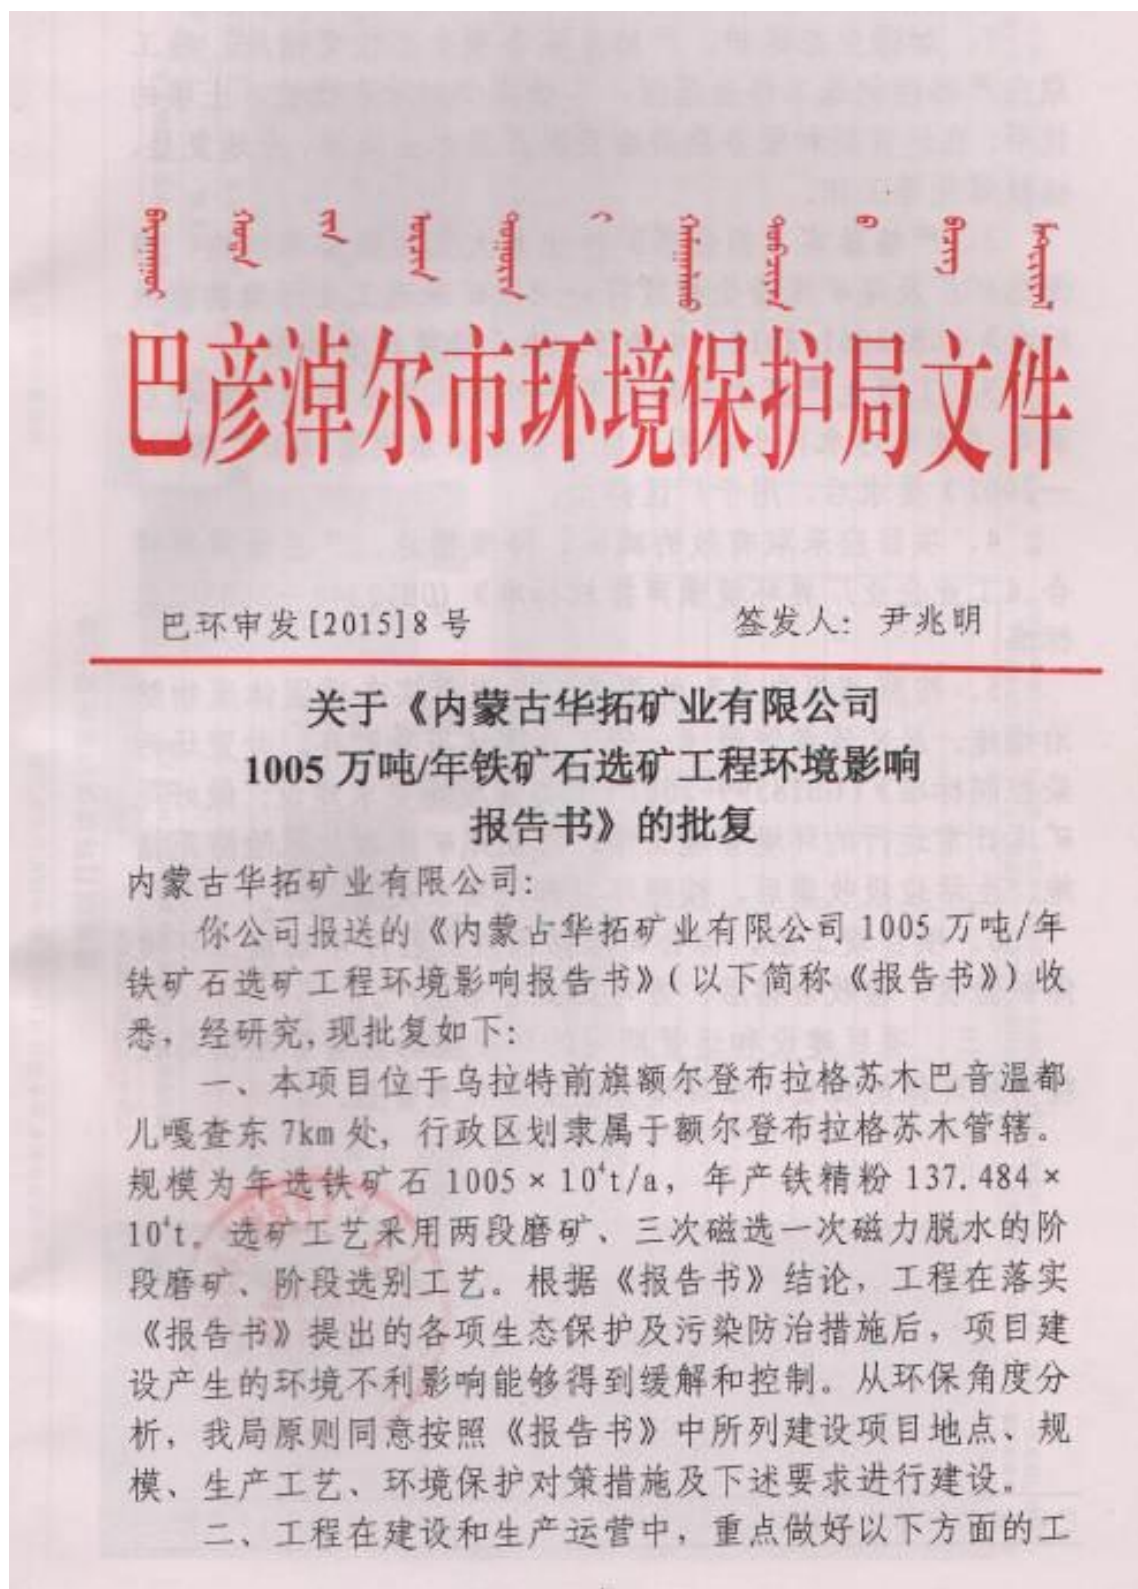 巴彦淖尔市环境保护局文件
巴环审发[2015]8号 签发人：尹兆明
关于《内蒙古华拓矿业有限公司
1005万吨/年铁矿石选矿工程环境影响
报告书》的批复
内蒙古华拓矿业有限公司：
你公司报送的《内蒙古华拓矿业有限公司1005万吨/年
铁矿石选矿工程环境影响报告书》（以下简称《报告书》）收
悉，经研究，现批复如下：
一、本项目位于乌拉特前旗额尔登布拉格苏木巴音温都
儿嘎查东7km处，行政区划隶属于额尔登布拉格苏木管辖。
规模为年选铁矿石1005×10⁴t/a，年产铁精粉137.484×
10⁴t。选矿工艺采用两段磨矿、三次磁选一次磁力脱水的阶
段磨矿、阶段选别工艺。根据《报告书》结论，工程在落实
《报告书》提出的各项生态保护及污染防治措施后，项目建
设产生的环境不利影响能够得到缓解和控制。从环保角度分
析，我局原则同意按照《报告书》中所列建设项目地点、规
模、生产工艺、环境保护对策措施及下述要求进行建设。
二、工程在建设和生产运营中，重点做好以下方面的工